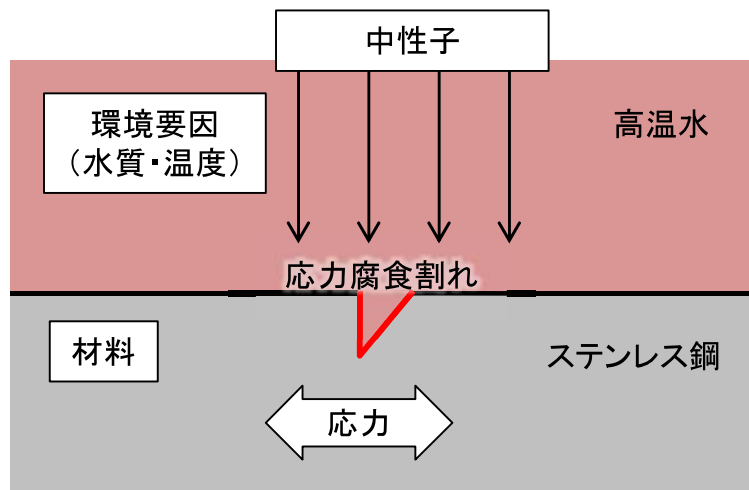 中性子
環境要因
（水質・温度）
高温水
応力腐食割れ
材料
ステンレス鋼
応力